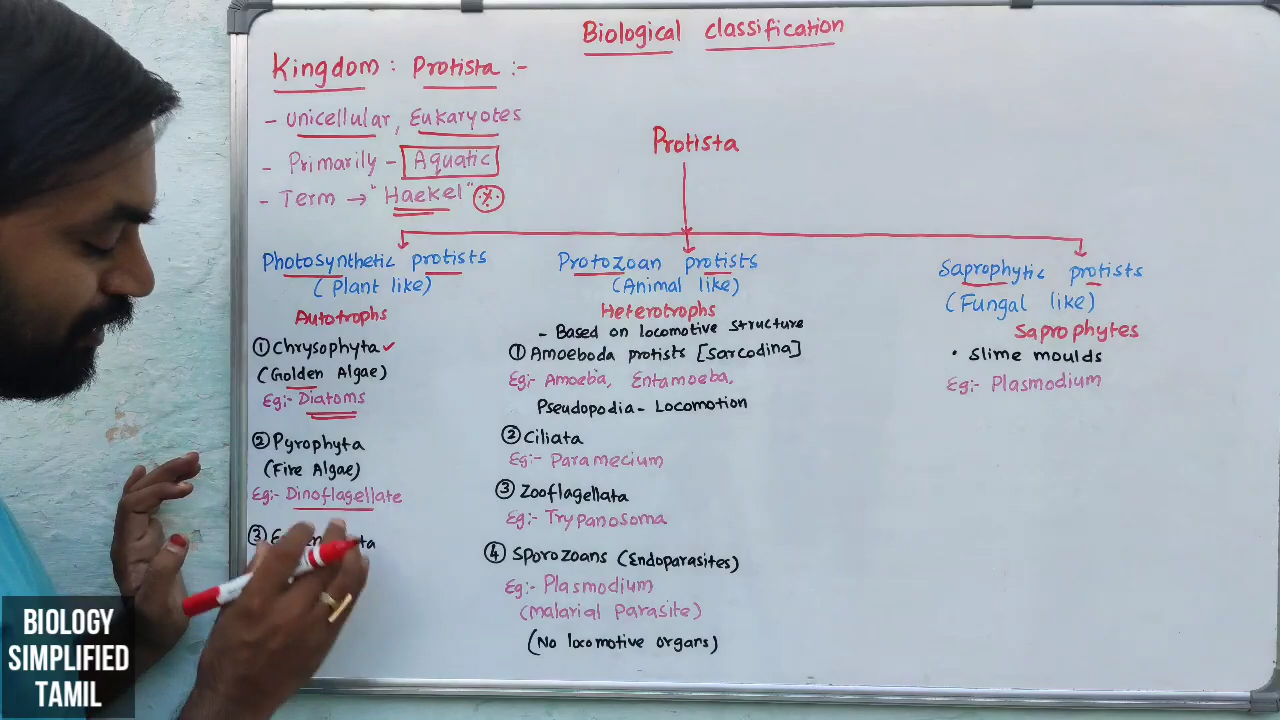 Biological classification
Kingdom : Protista :-
- Unicellular, Eukaryotes
- Primarily - Aquatic
- Term → "Haekel"
Protista
Photosynthetic protists
(Plant like)
Autotrophs
① Chrysophyta ✓
(Golden Algae)
Eg:- Diatoms
② Pyrophyta
(Fire Algae)
Eg:- Dinoflagellate
③
Protozoan protists
(Animal like)
Heterotrophs
- Based on locomotive structure
① Amoeboda protists [Sarcodina]
Eg:- Amoeba, Entamoeba,
Pseudopodia - Locomotion
② Ciliata
Eg:- Paramecium
③ Zooflagellata
Eg:- Trypanosoma
④ Sporozoans (Endoparasites)
Eg:- Plasmodium
(Malarial Parasite)
(No locomotive organs)
Saprophytic protists
(Fungal like)
Saprophytes
• Slime moulds
Eg:- Plasmodium
BIOLOGY
SIMPLIFIED
TAMIL